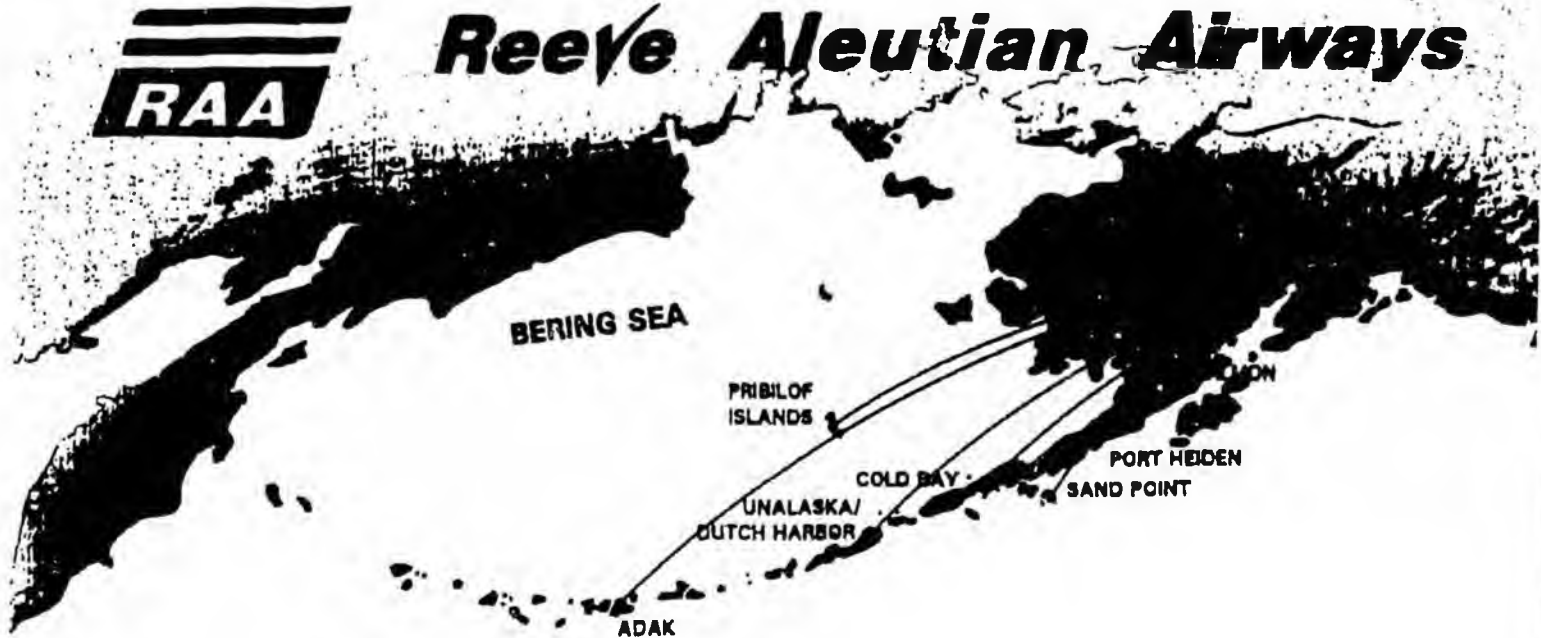 RAA
Reeve Aleutian Airways
BERING SEA
PRIBILOF
ISLANDS
COLD BAY
PORT HEIDEN
SAND POINT
UNALASKA/
DUTCH HARBOR
ADAK